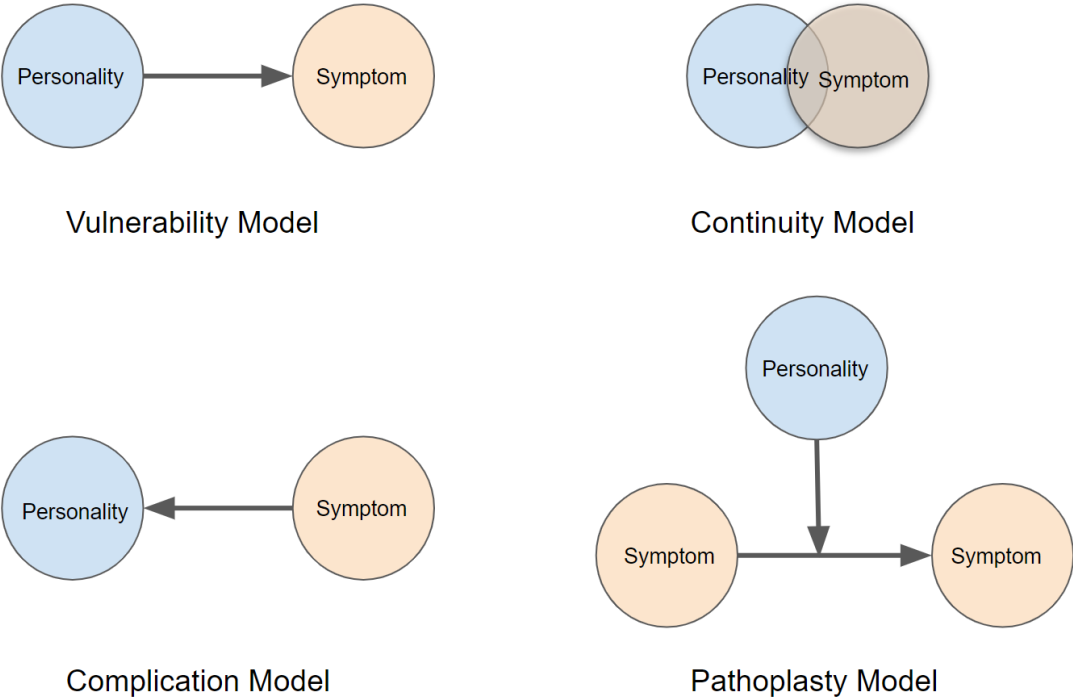 Personality
Symptom
Vulnerability Model
Personality
Symptom
Continuity Model
Personality
Symptom
Complication Model
Personality
Symptom
Symptom
Pathoplasty Model